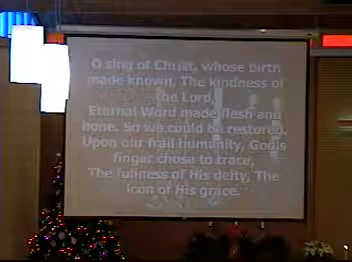 O sing of Christ, whose birth
made known, The kindness of
the Lord,
Eternal Word made flesh and
bone. So we could be restored.
Upon our frail humanity, God's
finger chose to trace,
The fullness of His deity, The
icon of His grace.